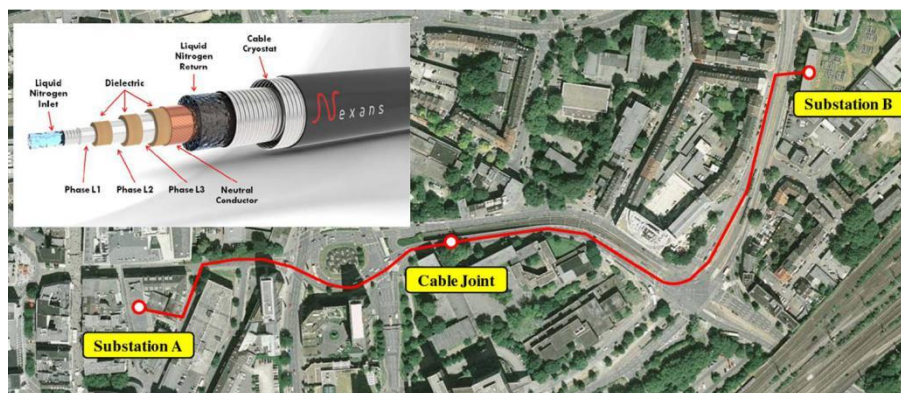 Cable
Cryostat
Liquid
Nitrogen
Return
Dielectric
Liquid
Nitrogen
Inlet
Nexans
Phase L1
Phase L2
Phase L3
Neutral
Conductor
Substation B
Cable Joint
Substation A